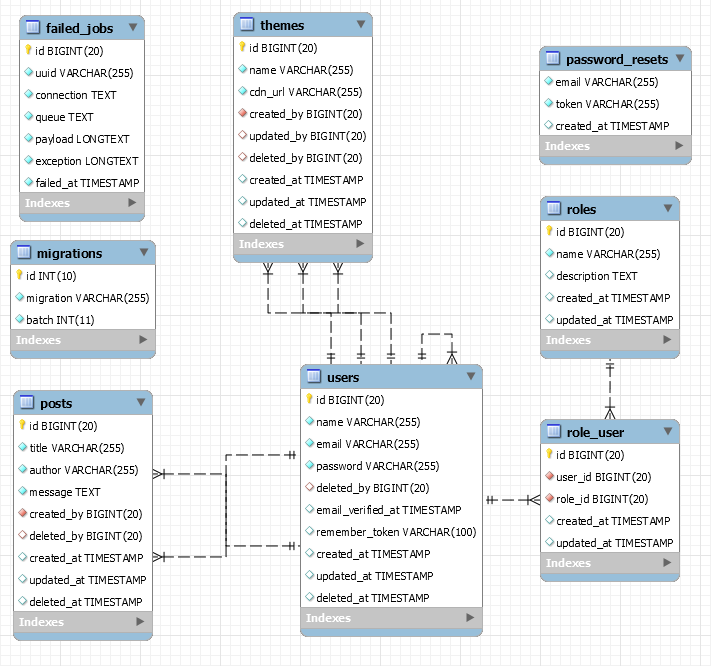 failed_jobs
id BIGINT(20)
uuid VARCHAR(255)
connection TEXT
queue TEXT
payload LONGTEXT
exception LONGTEXT
failed_at TIMESTAMP
Indexes
themes
id BIGINT(20)
name VARCHAR(255)
cdn_url VARCHAR(255)
created_by BIGINT(20)
updated_by BIGINT(20)
deleted_by BIGINT(20)
created_at TIMESTAMP
updated_at TIMESTAMP
deleted_at TIMESTAMP
Indexes
password_resets
email VARCHAR(255)
token VARCHAR(255)
created_at TIMESTAMP
Indexes
migrations
id INT(10)
migration VARCHAR(255)
batch INT(11)
Indexes
roles
id BIGINT(20)
name VARCHAR(255)
description TEXT
created_at TIMESTAMP
updated_at TIMESTAMP
Indexes
posts
id BIGINT(20)
title VARCHAR(255)
author VARCHAR(255)
message TEXT
created_by BIGINT(20)
deleted_by BIGINT(20)
created_at TIMESTAMP
updated_at TIMESTAMP
deleted_at TIMESTAMP
Indexes
users
id BIGINT(20)
name VARCHAR(255)
email VARCHAR(255)
password VARCHAR(255)
deleted_by BIGINT(20)
email_verified_at TIMESTAMP
remember_token VARCHAR(100)
created_at TIMESTAMP
updated_at TIMESTAMP
deleted_at TIMESTAMP
Indexes
role_user
id BIGINT(20)
user_id BIGINT(20)
role_id BIGINT(20)
created_at TIMESTAMP
updated_at TIMESTAMP
Indexes